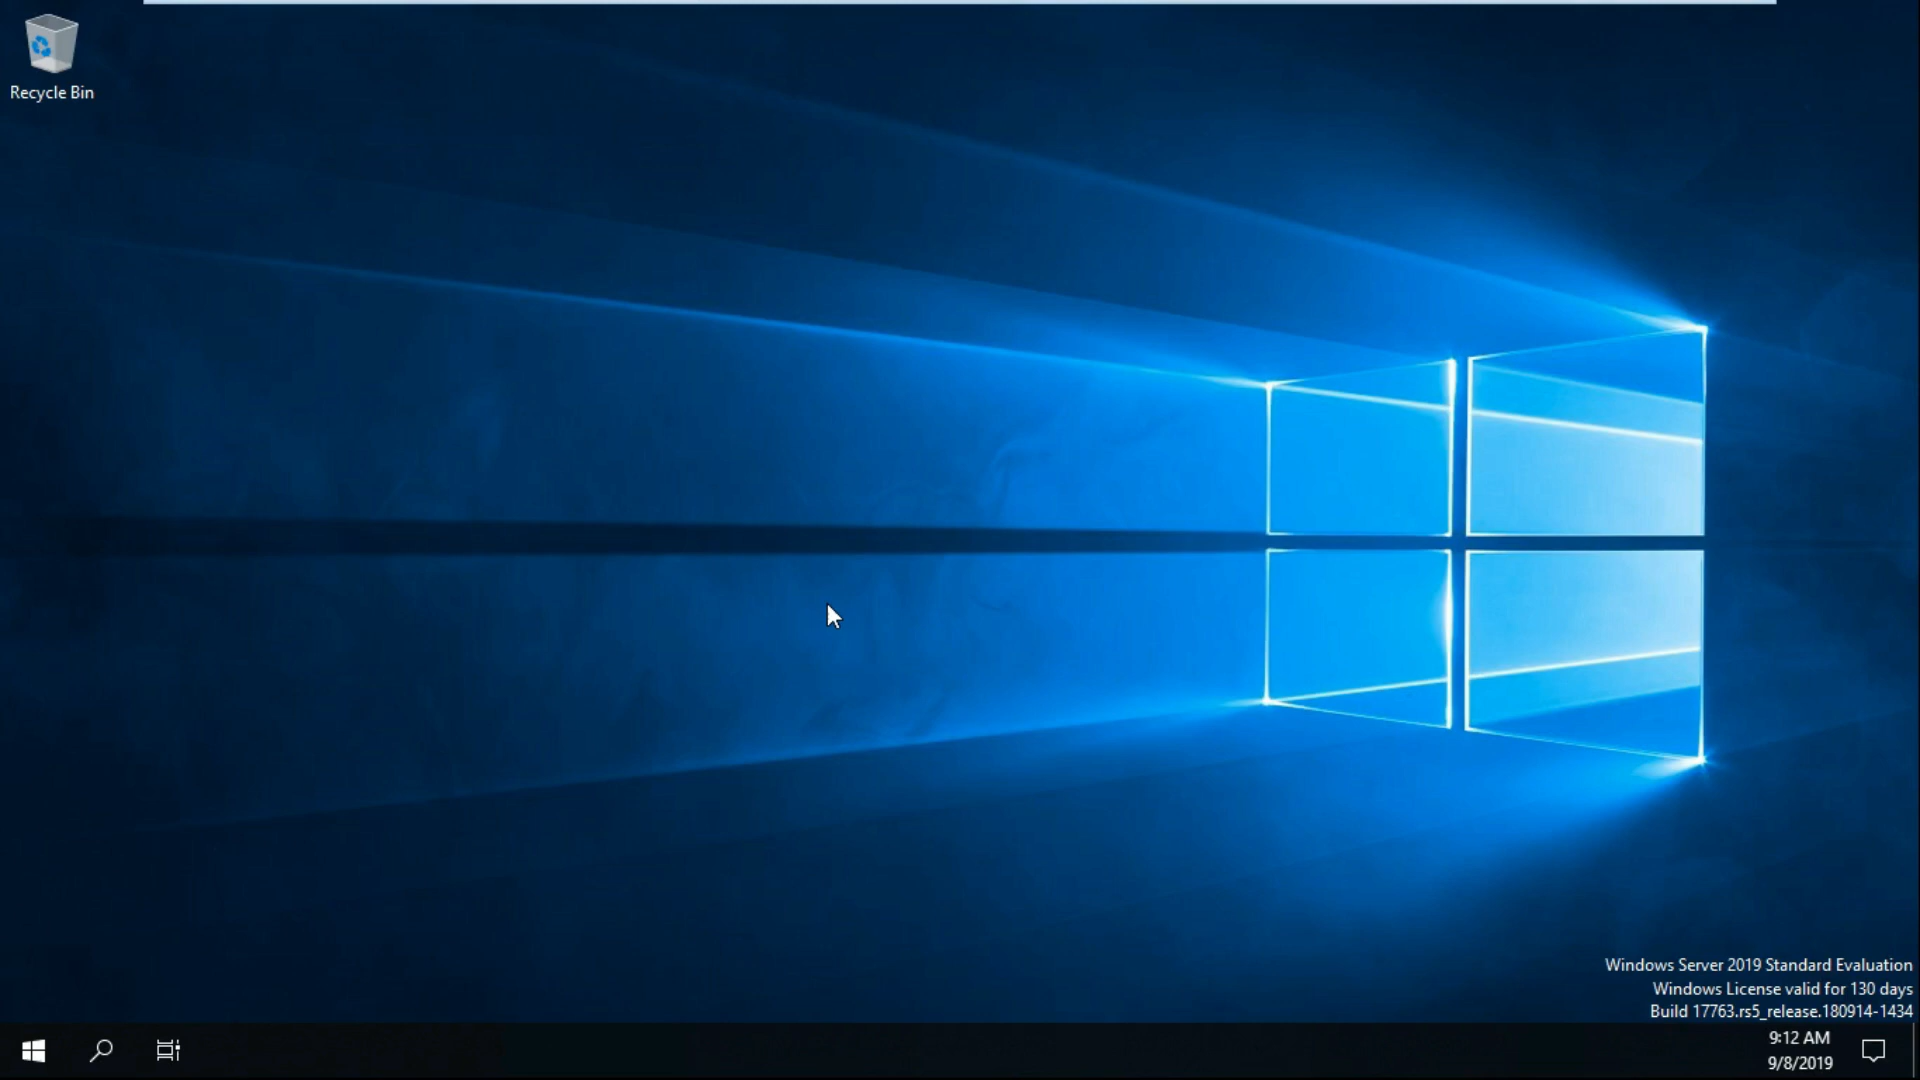 Recycle Bin
Windows Server 2019 Standard Evaluation
Windows License valid for 130 days
Build 17763.rs5_release.180914-1434
9:12 AM
9/8/2019